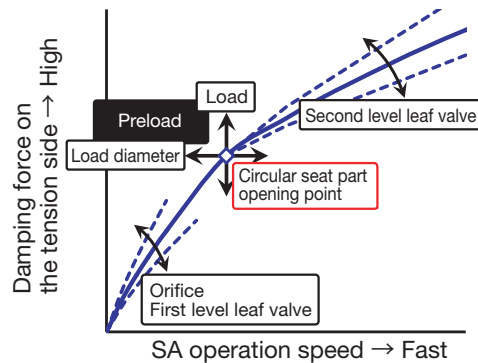 Damping force on
the tension side → High
Load
Preload
Load diameter
Second level leaf valve
Circular seat part
opening point
Orifice
First level leaf valve
SA operation speed → Fast